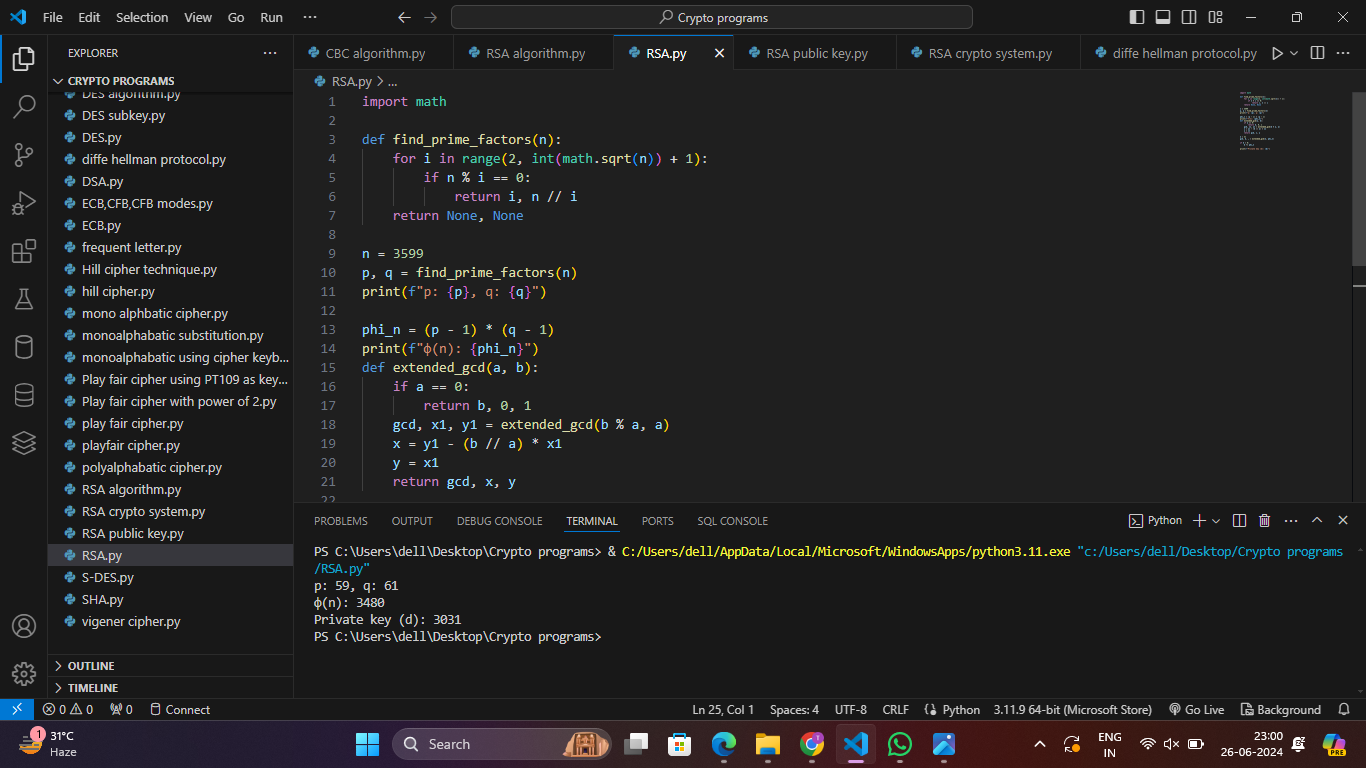 File Edit Selection View Go Run ··· Crypto programs
EXPLORER ···
CRYPTO PROGRAMS
DES algorithm.py
DES subkey.py
DES.py
diffe hellman protocol.py
DSA.py
ECB,CFB,CFB modes.py
ECB.py
frequent letter.py
Hill cipher technique.py
hill cipher.py
mono alphbatic cipher.py
monoalphabatic substitution.py
monoalphabatic using cipher keyb...
Play fair cipher using PT109 as key...
Play fair cipher with power of 2.py
play fair cipher.py
playfair cipher.py
polyalphabatic cipher.py
RSA algorithm.py
RSA crypto system.py
RSA public key.py
RSA.py
S-DES.py
SHA.py
vigener cipher.py
OUTLINE
TIMELINE
CBC algorithm.py RSA algorithm.py RSA.py RSA public key.py RSA crypto system.py diffe hellman protocol.py ···
RSA.py > ...
1 import math
2
3 def find_prime_factors(n):
4     for i in range(2, int(math.sqrt(n)) + 1):
5         if n % i == 0:
6             return i, n // i
7     return None, None
8
9 n = 3599
10 p, q = find_prime_factors(n)
11 print(f"p: {p}, q: {q}")
12
13 phi_n = (p - 1) * (q - 1)
14 print(f"φ(n): {phi_n}")
15 def extended_gcd(a, b):
16     if a == 0:
17         return b, 0, 1
18     gcd, x1, y1 = extended_gcd(b % a, a)
19     x = y1 - (b // a) * x1
20     y = x1
21     return gcd, x, y
22
PROBLEMS OUTPUT DEBUG CONSOLE TERMINAL PORTS SQL CONSOLE Python ···
PS C:\Users\dell\Desktop\Crypto programs> & C:/Users/dell/AppData/Local/Microsoft/WindowsApps/python3.11.exe "c:/Users/dell/Desktop/Crypto programs
/RSA.py"
p: 59, q: 61
φ(n): 3480
Private key (d): 3031
PS C:\Users\dell\Desktop\Crypto programs>
0 0 0 Connect Ln 25, Col 1 Spaces: 4 UTF-8 CRLF Python 3.11.9 64-bit (Microsoft Store) Go Live Background
1 31°C
Haze
Search
ENG
IN
23:00
26-06-2024
PRE